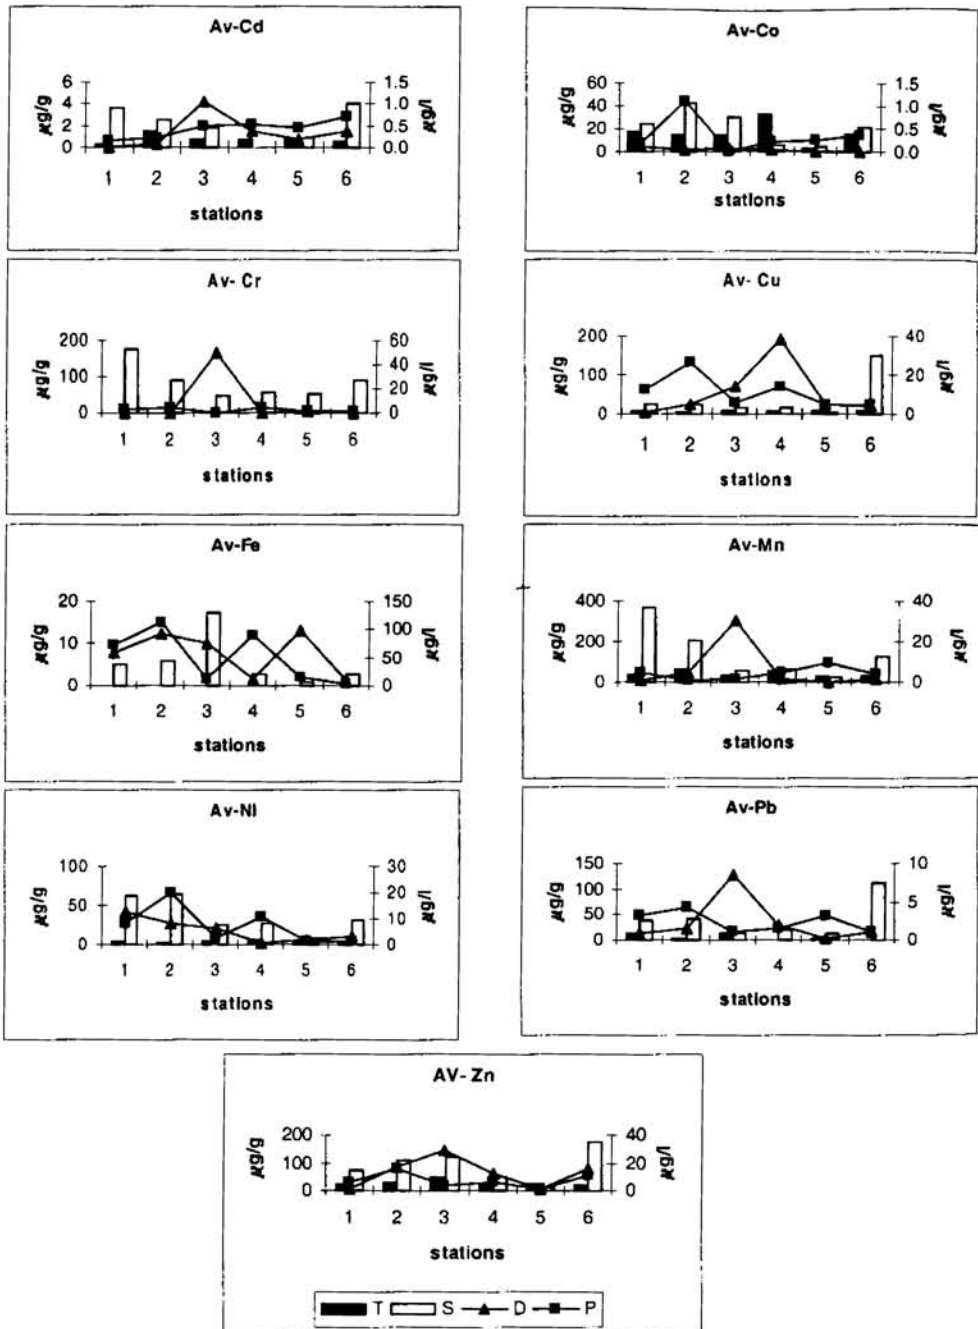 Av-Cd
6
4
2
0
µg/g
1.5
1.0
0.5
0.0
µg/l
1 2 3 4 5 6
stations
Av-Co
60
40
20
0
µg/g
1.5
1.0
0.5
0.0
µg/l
1 2 3 4 5 6
stations
Av- Cr
200
100
0
µg/g
60
40
20
0
µg/l
1 2 3 4 5 6
stations
Av- Cu
200
100
0
µg/g
40
20
0
µg/l
1 2 3 4 5 6
stations
Av-Fe
20
10
0
µg/g
150
100
50
0
µg/l
1 2 3 4 5 6
stations
Av-Mn
400
200
0
µg/g
40
20
0
µg/l
1 2 3 4 5 6
stations
Av-NI
100
50
0
µg/g
30
20
10
0
µg/l
1 2 3 4 5 6
stations
Av-Pb
150
100
50
0
µg/g
10
5
0
µg/l
1 2 3 4 5 6
stations
AV- Zn
200
100
0
µg/g
40
20
0
µg/l
1 2 3 4 5 6
stations
T S D P